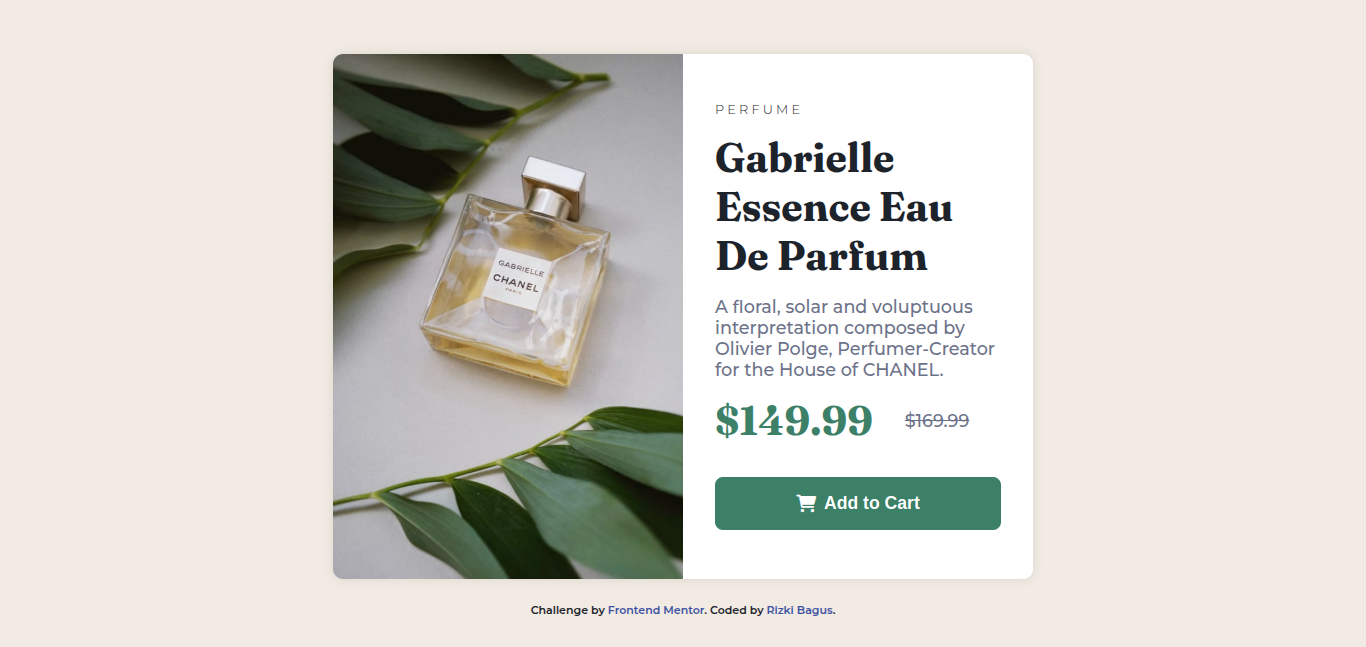 GABRIELLE
CHANEL
PARIS
PERFUME
Gabrielle
Essence Eau
De Parfum
A floral, solar and voluptuous
interpretation composed by
Olivier Polge, Perfumer-Creator
for the House of CHANEL.
$149.99 $169.99
Add to Cart
Challenge by Frontend Mentor. Coded by Rizki Bagus.